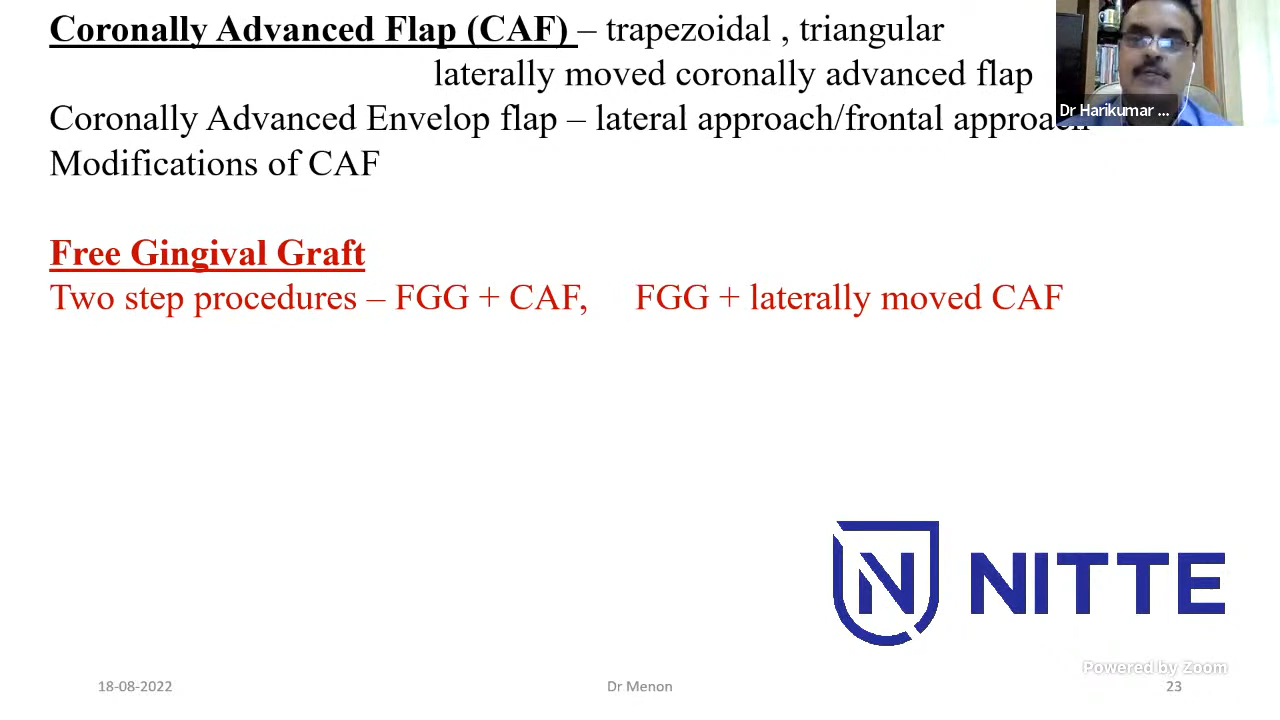 Coronally Advanced Flap (CAF) – trapezoidal , triangular
laterally moved coronally advanced flap
Coronally Advanced Envelop flap – lateral approach/frontal approach
Modifications of CAF
Dr Harikumar ...
Free Gingival Graft
Two step procedures – FGG + CAF, FGG + laterally moved CAF
N NITTE
Powered by Zoom
18-08-2022
Dr Menon
23